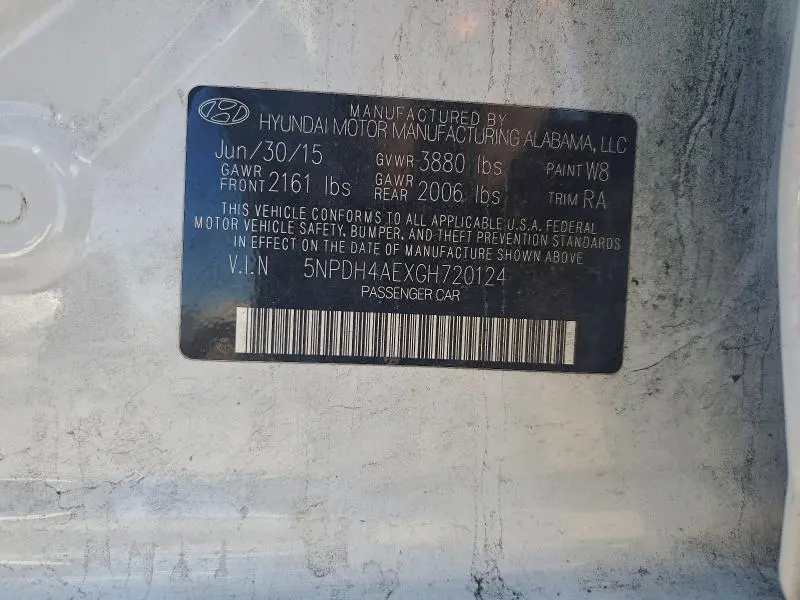 MANUFACTURED BY
HYUNDAI MOTOR MANUFACTURING ALABAMA, LLC
Jun/30/15 GVWR 3880 lbs PAINT W8
GAWR FRONT 2161 lbs GAWR REAR 2006 lbs TRIM RA
THIS VEHICLE CONFORMS TO ALL APPLICABLE U.S.A. FEDERAL
MOTOR VEHICLE SAFETY, BUMPER, AND THEFT PREVENTION STANDARDS
IN EFFECT ON THE DATE OF MANUFACTURE SHOWN ABOVE
V.I.N 5NPDH4AEXGH720124
PASSENGER CAR